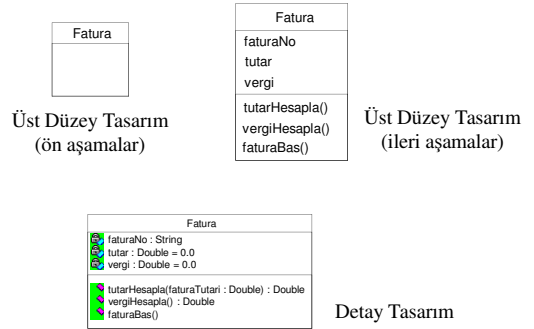 Fatura
Üst Düzey Tasarım
(ön aşamalar)
Fatura
faturaNo
tutar
vergi
tutarHesapla()
vergiHesapla()
faturaBas()
Üst Düzey Tasarım
(ileri aşamalar)
Fatura
faturaNo : String
tutar : Double = 0.0
vergi : Double = 0.0
tutarHesapla(faturaTutari : Double) : Double
vergiHesapla() : Double
faturaBas()
Detay Tasarım